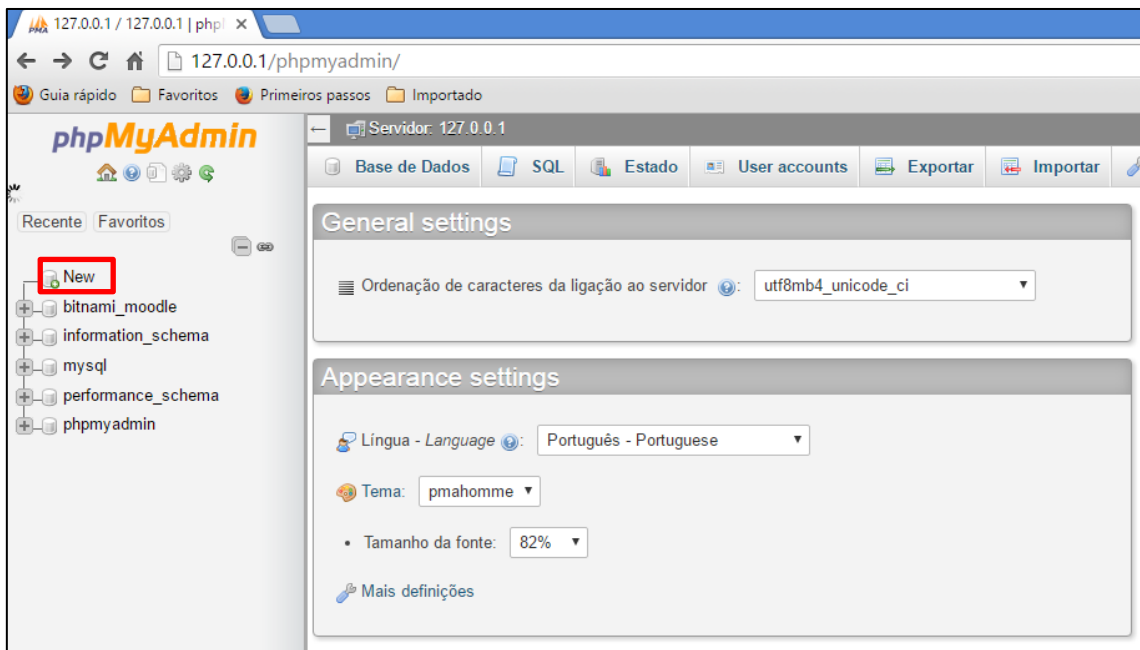 127.0.0.1 / 127.0.0.1 | php
127.0.0.1/phpmyadmin/
Guia rápido Favoritos Primeiros passos Importado
phpMyAdmin
Recente Favoritos
New
bitnami_moodle
information_schema
mysql
performance_schema
phpmyadmin
Servidor: 127.0.0.1
Base de Dados SQL Estado User accounts Exportar Importar
General settings
Ordenação de caracteres da ligação ao servidor : utf8mb4_unicode_ci
Appearance settings
Língua - Language : Português - Portuguese
Tema: pmahomme
• Tamanho da fonte: 82%
Mais definições